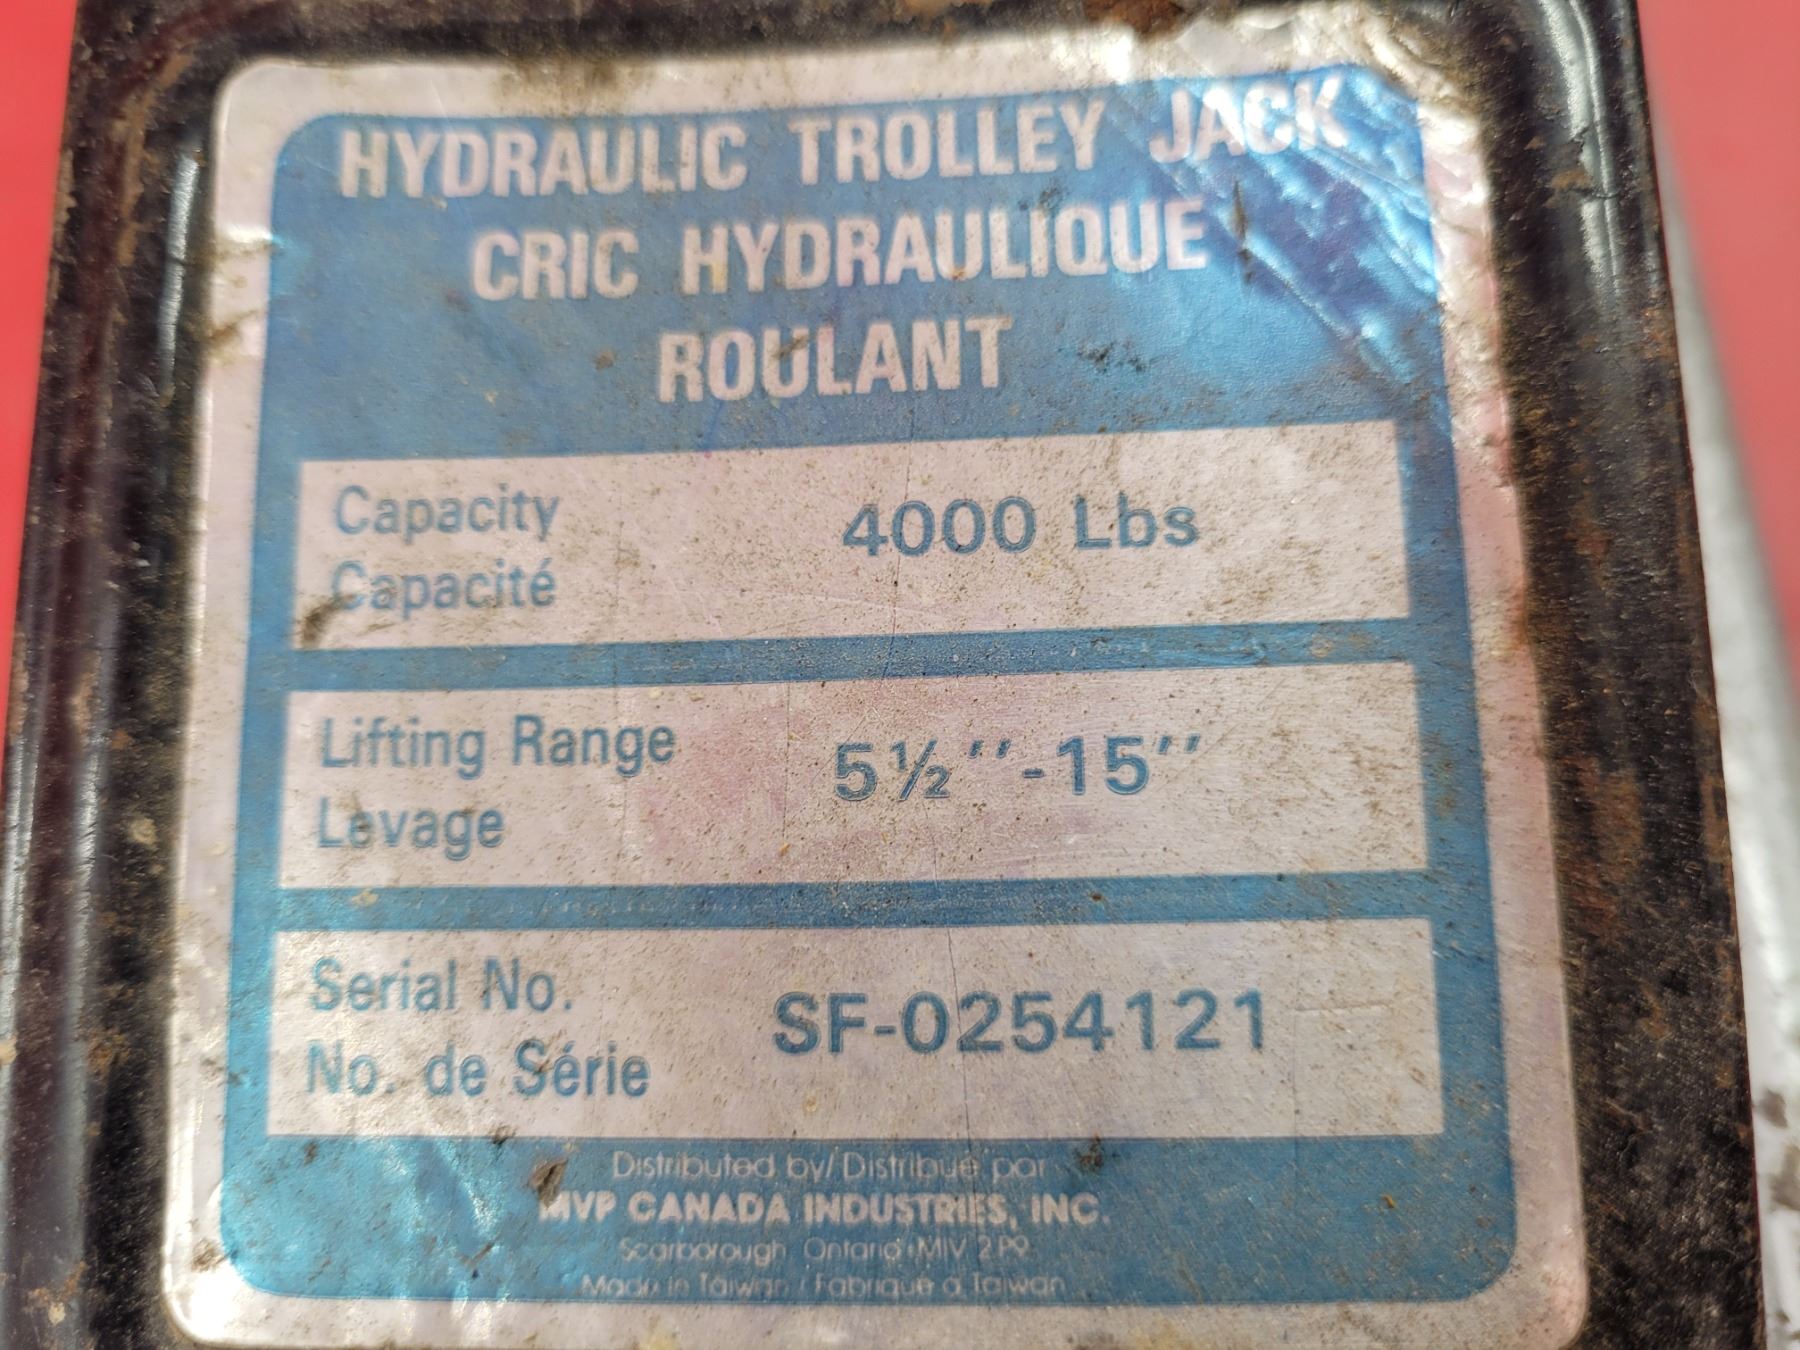 HYDRAULIC TROLLEY JACK
CRIC HYDRAULIQUE
ROULANT
Capacity
Capacité
4000 Lbs
Lifting Range
Levage
5½''-15''
Serial No.
No. de Série
SF-0254121
Distributed by/Distribué par
MVP CANADA INDUSTRIES, INC.
Scarborough, Ontario M1V 2P9
Made in Taiwan / Fabriqué à Taiwan